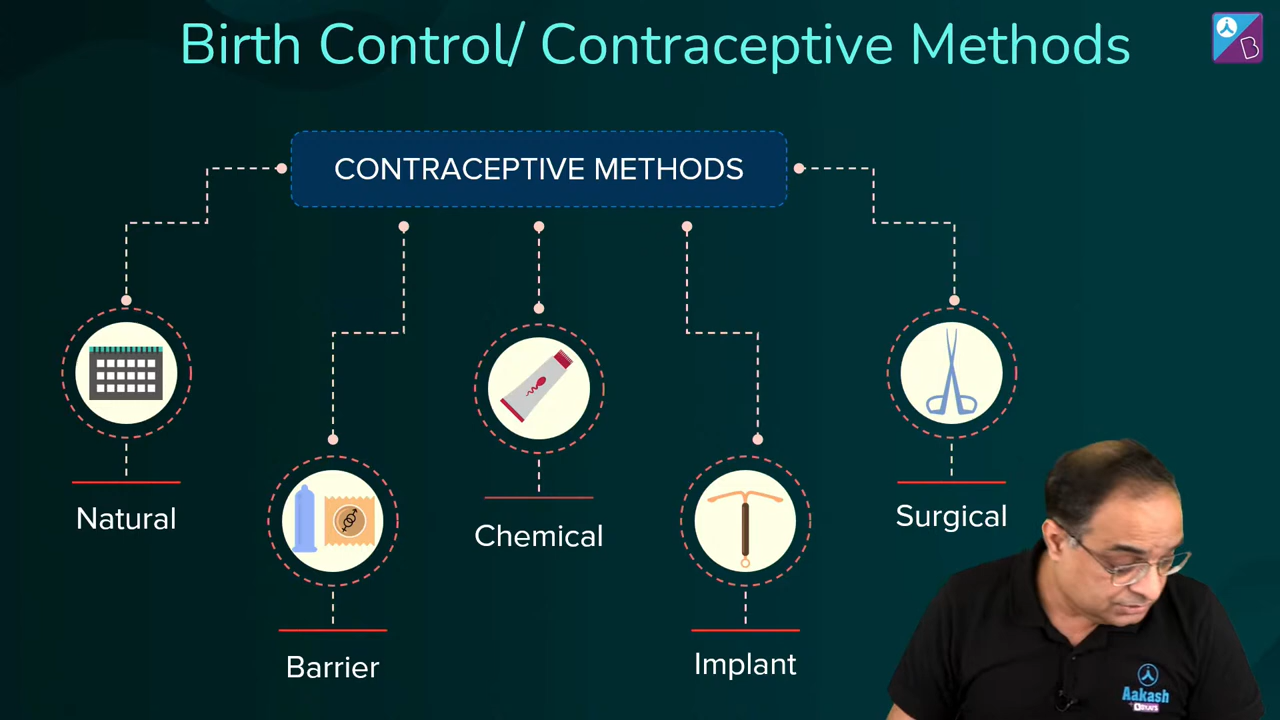 Birth Control/ Contraceptive Methods
B
CONTRACEPTIVE METHODS
Natural
Barrier
Chemical
Implant
Surgical
Aakash